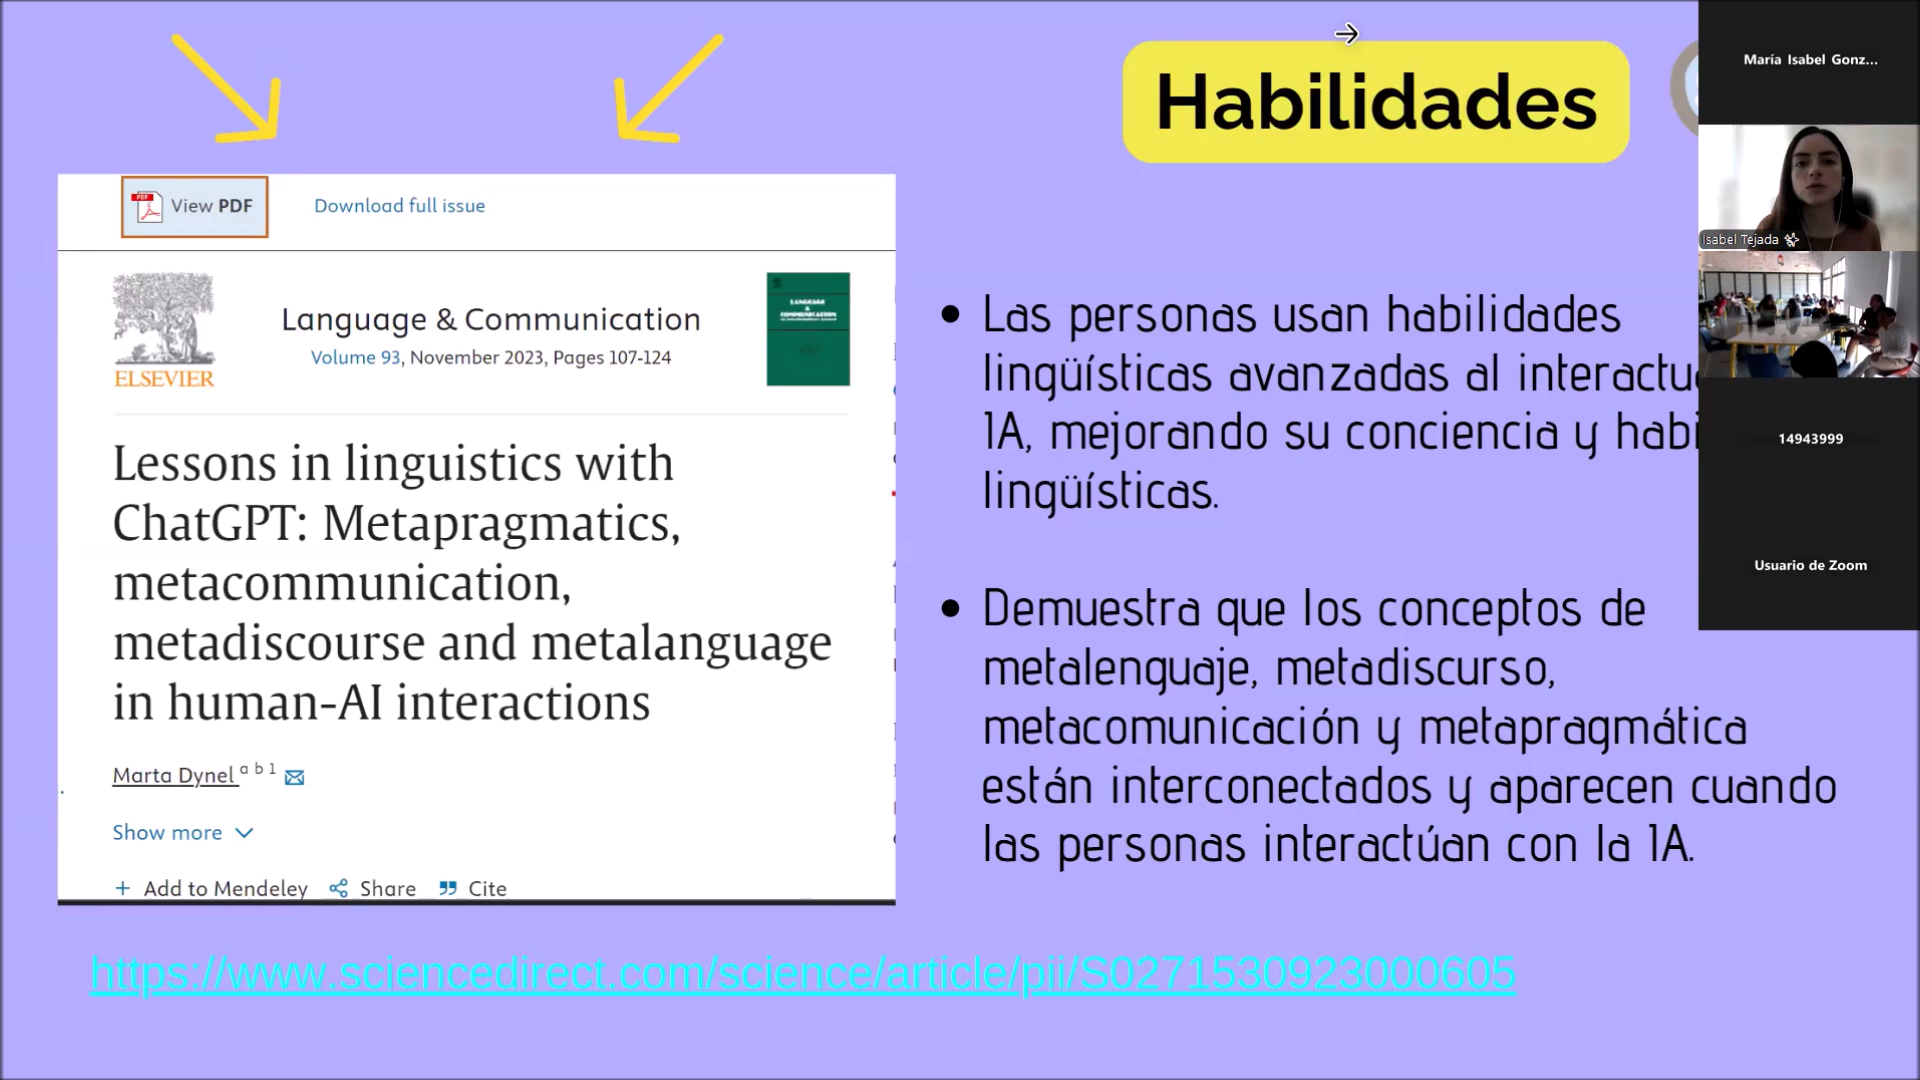 Habilidades
View PDF
Download full issue
ELSEVIER
Language & Communication
Volume 93, November 2023, Pages 107-124
LANGUAGE
&
COMMUNICATION
Lessons in linguistics with
ChatGPT: Metapragmatics,
metacommunication,
metadiscourse and metalanguage
in human-AI interactions
Marta Dynel a b 1
Show more
+ Add to Mendeley Share Cite
• Las personas usan habilidades
lingüísticas avanzadas al interactu
IA, mejorando su conciencia y habi
lingüísticas.
• Demuestra que los conceptos de
metalenguaje, metadiscurso,
metacomunicación y metapragmática
están interconectados y aparecen cuando
las personas interactúan con la IA.
https://www.sciencedirect.com/science/article/pii/S0271530923000605
María Isabel Gonz...
Isabel Tejada
14943999
Usuario de Zoom